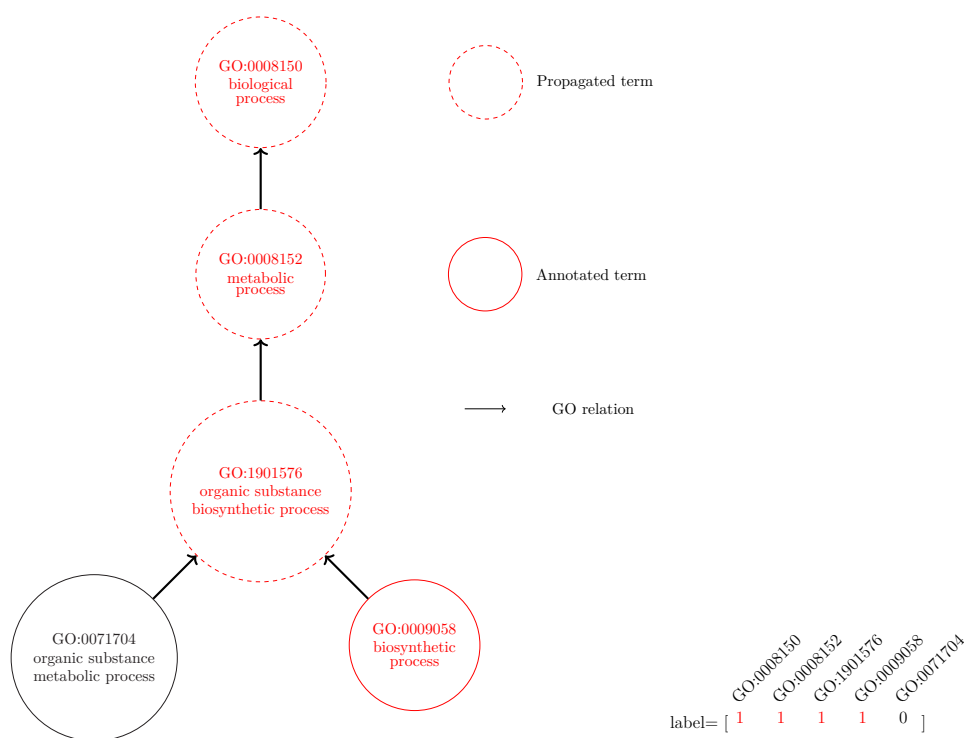 GO:0008150
biological
process
Propagated term
GO:0008152
metabolic
process
Annotated term
GO relation
GO:1901576
organic substance
biosynthetic process
GO:0071704
organic substance
metabolic process
GO:0009058
biosynthetic
process
GO:0008150 GO:0008152 GO:1901576 GO:0009058 GO:0071704
label= [ 1 1 1 1 0 ]